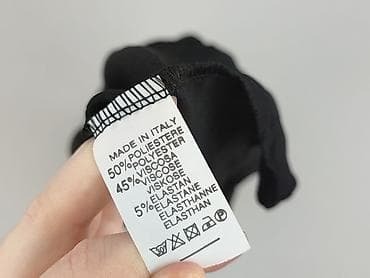 MADE IN ITALY
50% POLIESTERE
POLYESTER
45% VISCOSA
VISCOSE
VISKOSE
5% ELASTAN
ELASTANE
ELASTHANNE
ELASTHAN